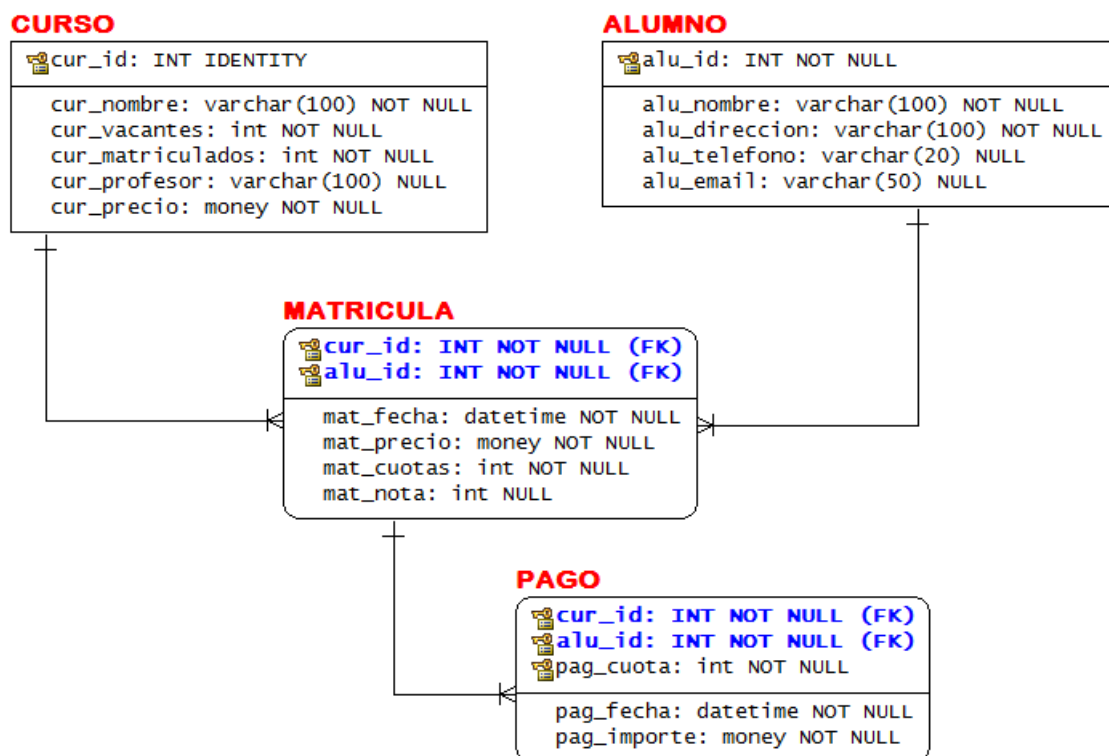 CURSO
cur_id: INT IDENTITY
cur_nombre: varchar(100) NOT NULL
cur_vacantes: int NOT NULL
cur_matriculados: int NOT NULL
cur_profesor: varchar(100) NULL
cur_precio: money NOT NULL
ALUMNO
alu_id: INT NOT NULL
alu_nombre: varchar(100) NOT NULL
alu_direccion: varchar(100) NOT NULL
alu_telefono: varchar(20) NULL
alu_email: varchar(50) NULL
MATRICULA
cur_id: INT NOT NULL (FK)
alu_id: INT NOT NULL (FK)
mat_fecha: datetime NOT NULL
mat_precio: money NOT NULL
mat_cuotas: int NOT NULL
mat_nota: int NULL
PAGO
cur_id: INT NOT NULL (FK)
alu_id: INT NOT NULL (FK)
pag_cuota: int NOT NULL
pag_fecha: datetime NOT NULL
pag_importe: money NOT NULL